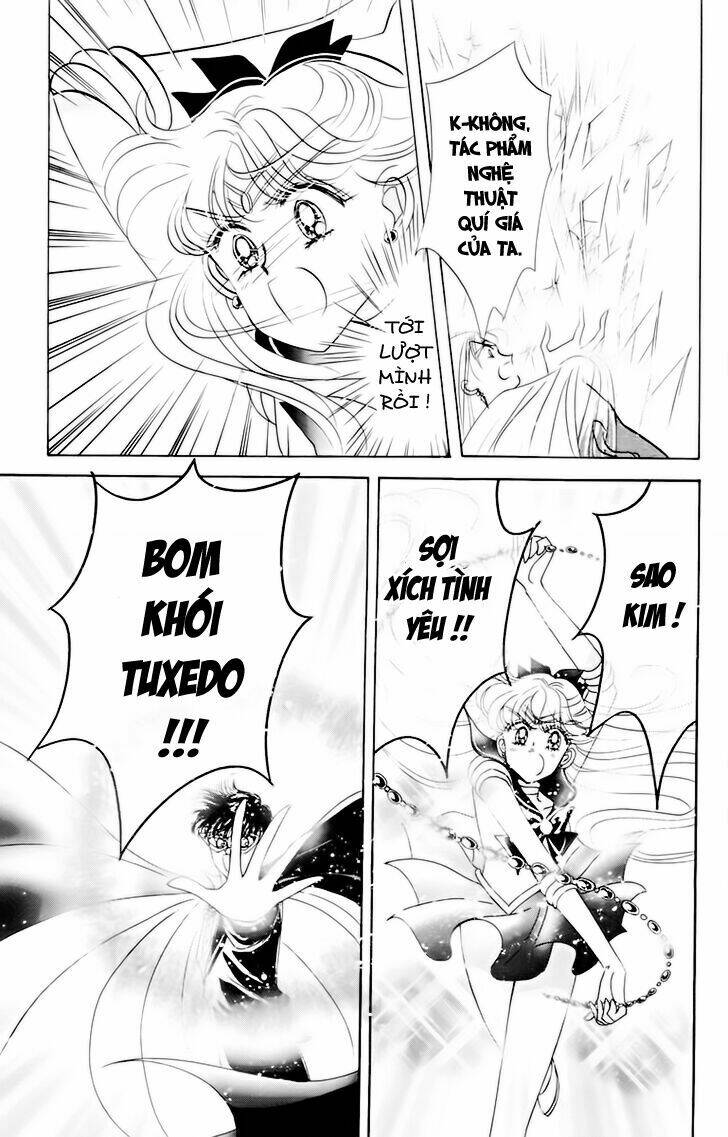 K-KHÔNG,
TÁC PHẨM
NGHỆ
THUẬT
QUÍ GIÁ
CỦA TA.
TỚI
LƯỢT
MÌNH
RỒI !
SAO
KIM !
SỢI
XÍCH TÌNH
YÊU !!
BOM
KHÓI
TUXEDO
!!!